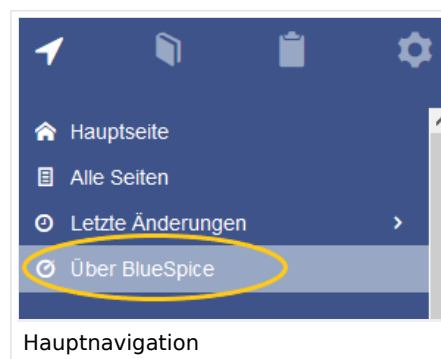 Hauptseite
Alle Seiten
Letzte Änderungen
Über BlueSpice
Hauptnavigation